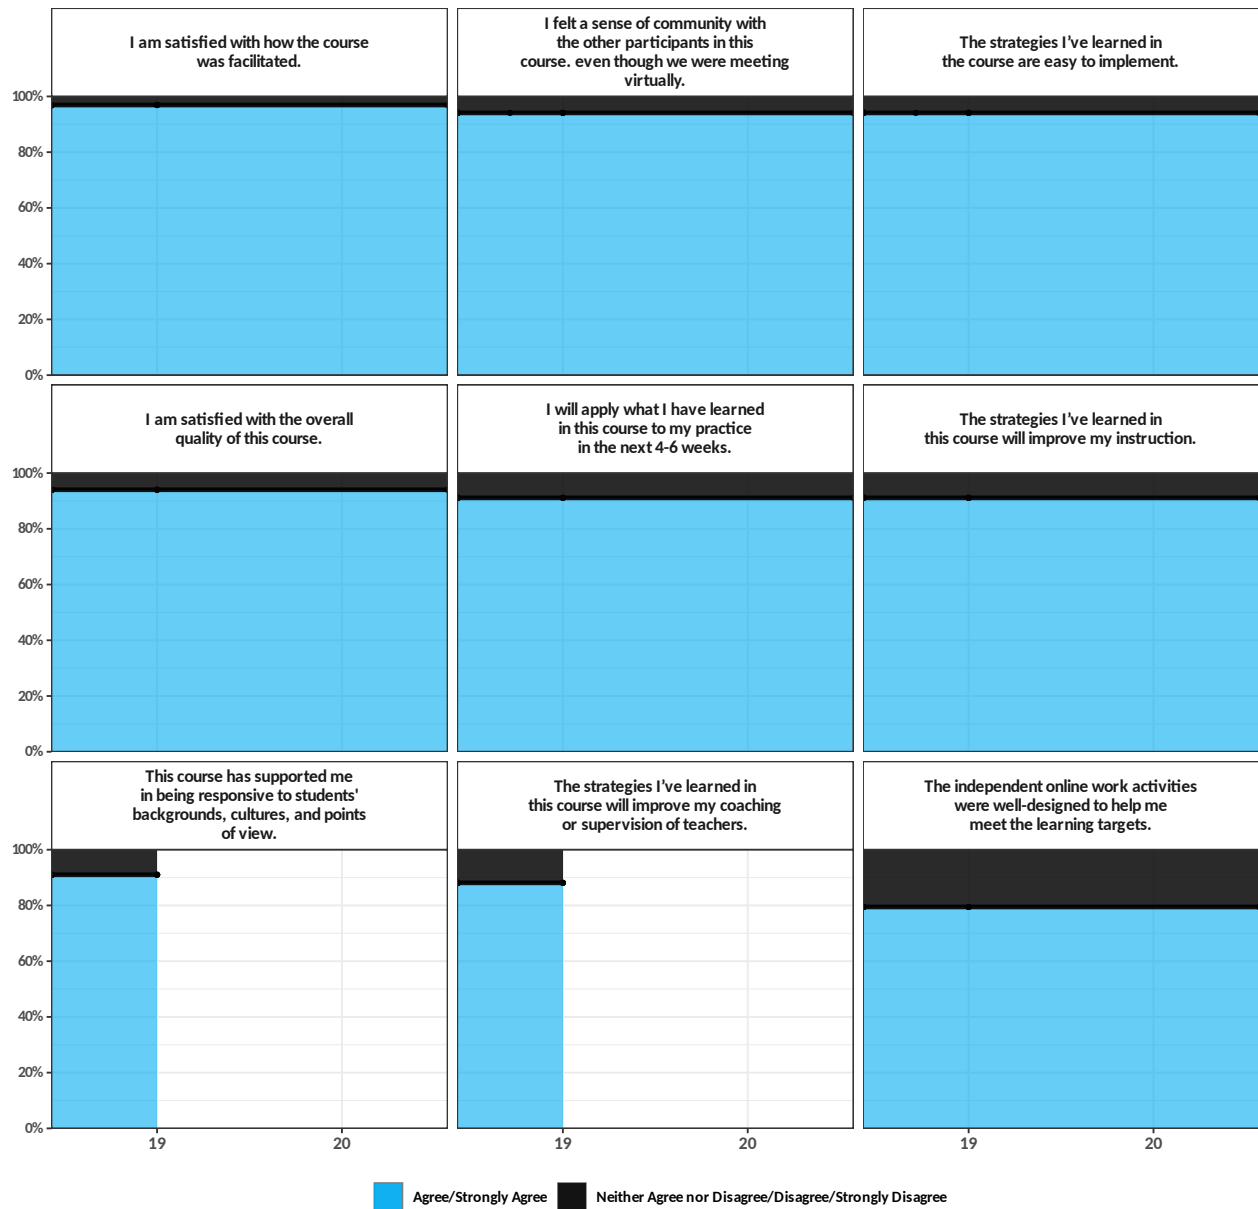 I am satisfied with how the course
was facilitated.
I felt a sense of community with
the other participants in this
course. even though we were meeting
virtually.
The strategies I've learned in
the course are easy to implement.
100%
80%
60%
40%
20%
0%
I am satisfied with the overall
quality of this course.
I will apply what I have learned
in this course to my practice
in the next 4-6 weeks.
The strategies I've learned in
this course will improve my instruction.
100%
80%
60%
40%
20%
0%
This course has supported me
in being responsive to students'
backgrounds, cultures, and points
of view.
The strategies I've learned in
this course will improve my coaching
or supervision of teachers.
The independent online work activities
were well-designed to help me
meet the learning targets.
100%
80%
60%
40%
20%
0%
19
20
19
20
19
20
Agree/Strongly Agree
Neither Agree nor Disagree/Disagree/Strongly Disagree